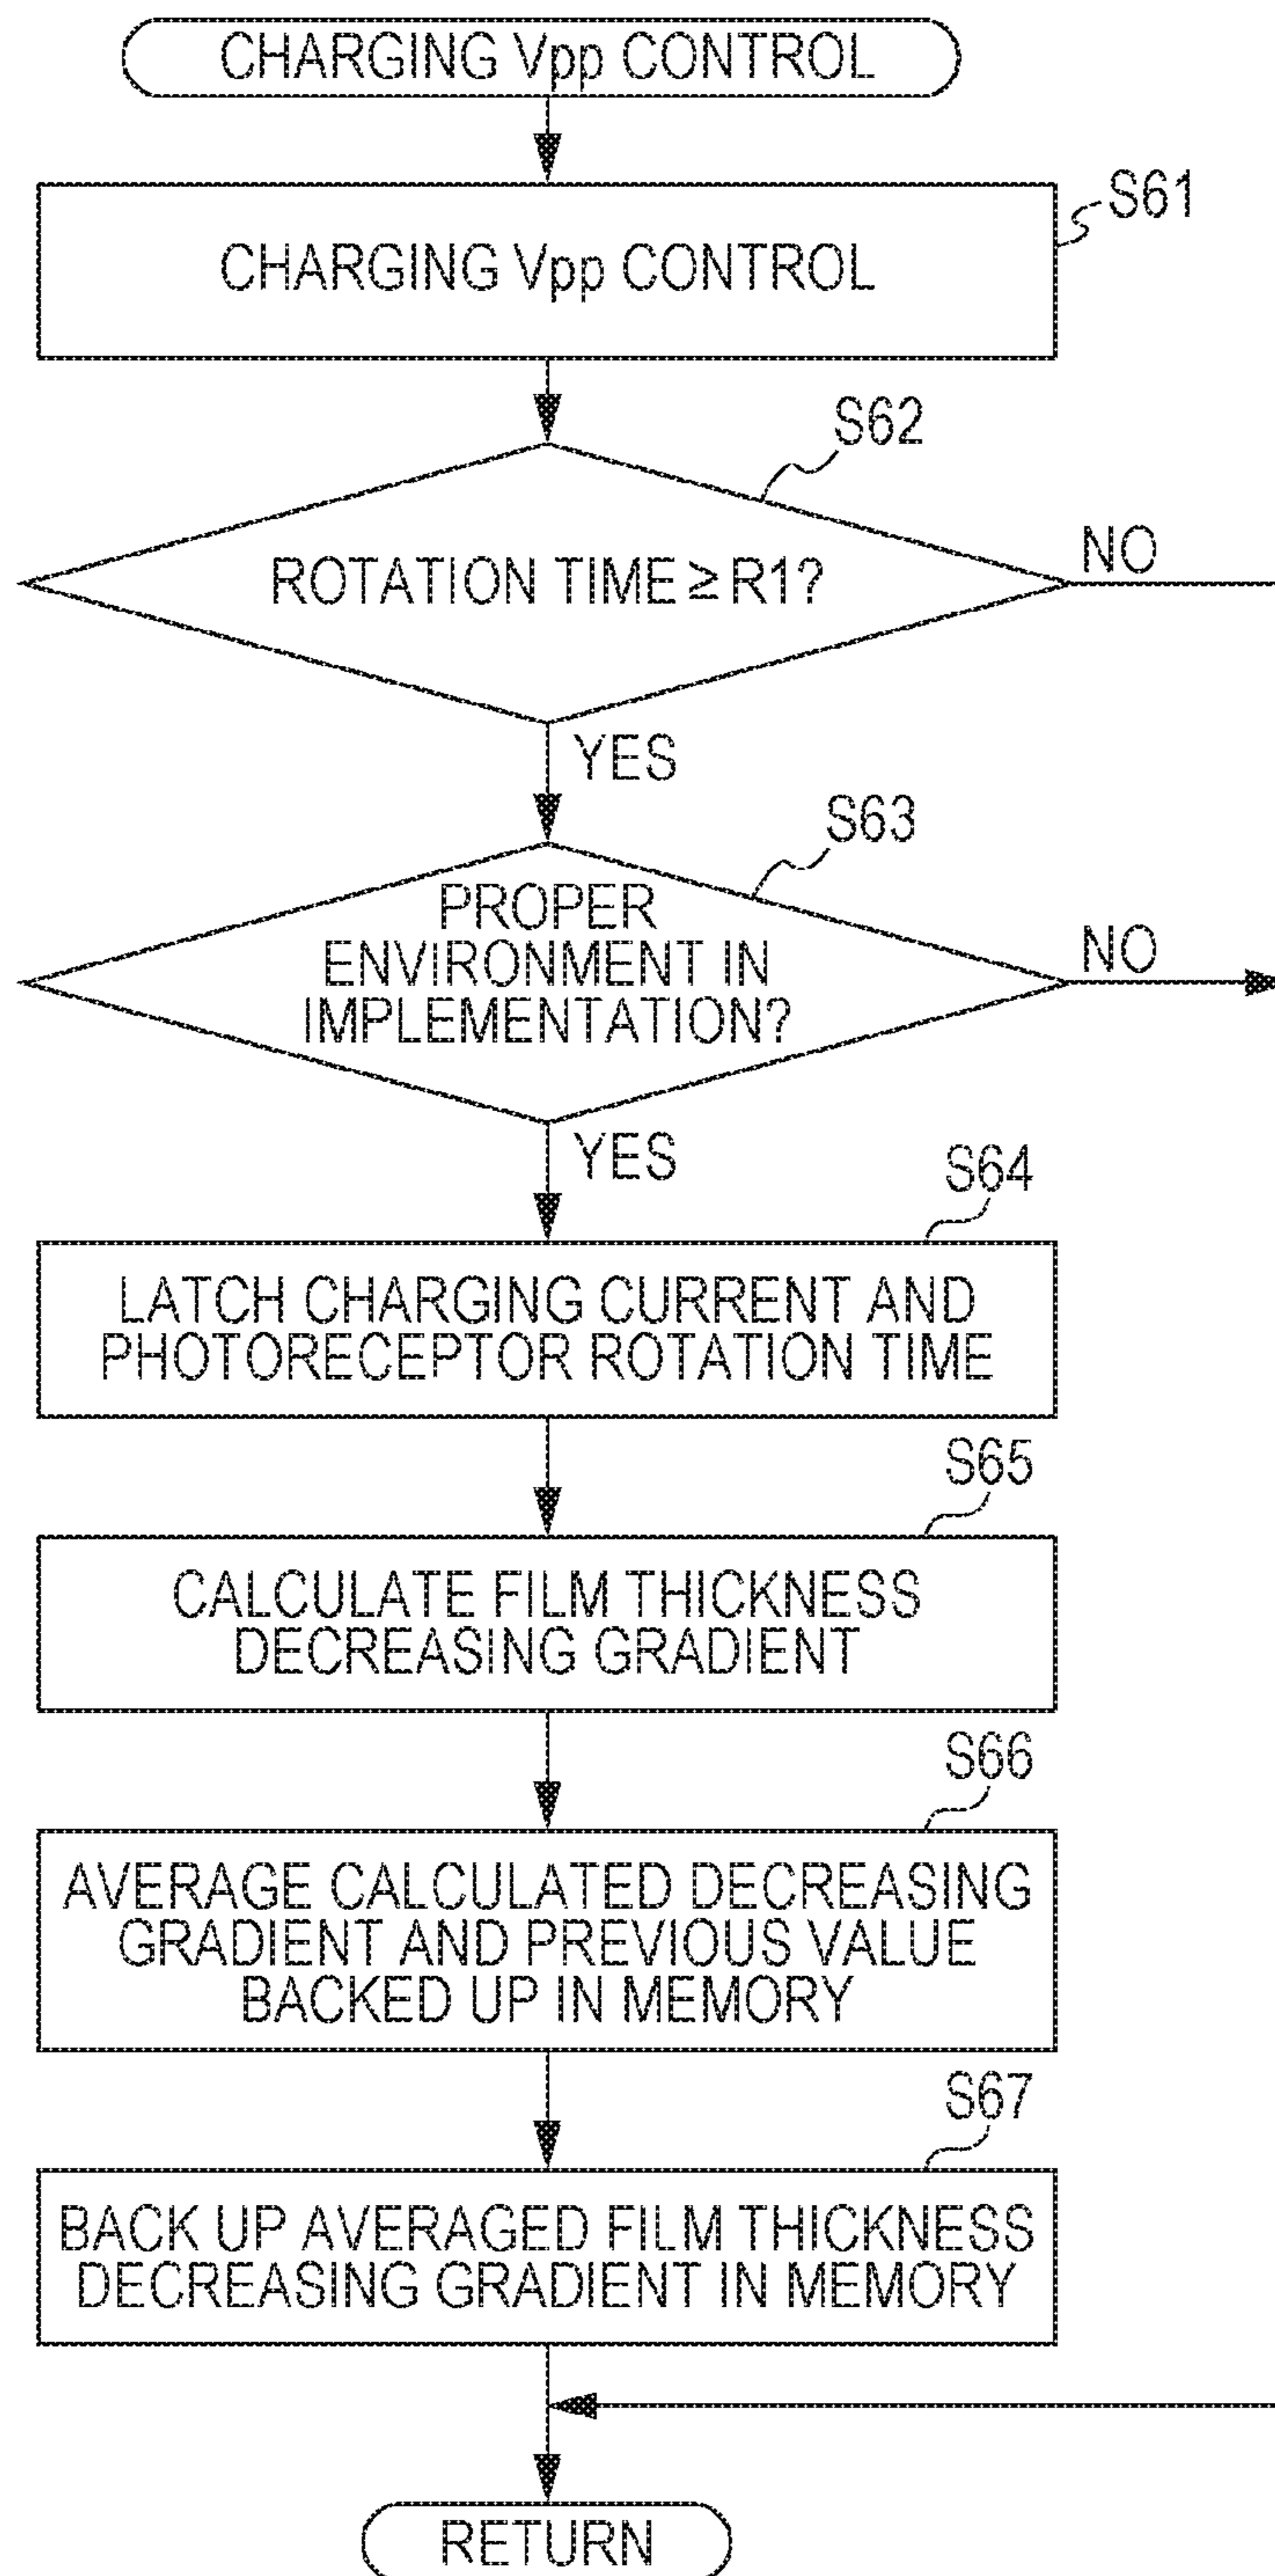 CHARGING Vpp CONTROL
S61
CHARGING Vpp CONTROL
S62
ROTATION TIME ≥ R1?
NO
YES
S63
PROPER
ENVIRONMENT IN
IMPLEMENTATION?
NO
YES
S64
LATCH CHARGING CURRENT AND
PHOTORECEPTOR ROTATION TIME
S65
CALCULATE FILM THICKNESS
DECREASING GRADIENT
S66
AVERAGE CALCULATED DECREASING
GRADIENT AND PREVIOUS VALUE
BACKED UP IN MEMORY
S67
BACK UP AVERAGED FILM THICKNESS
DECREASING GRADIENT IN MEMORY
RETURN